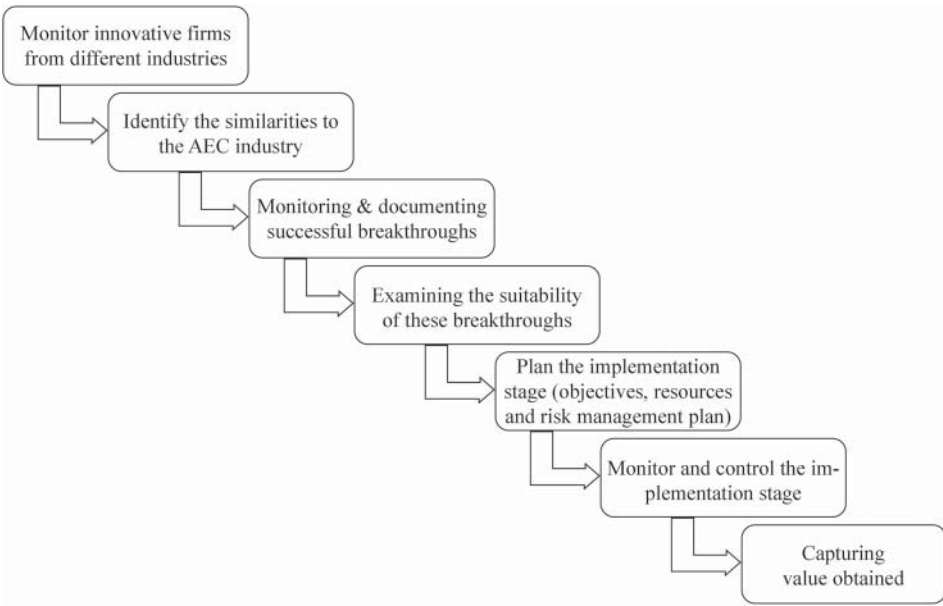 Monitor innovative firms
from different industries
Identify the similarities to
the AEC industry
Monitoring & documenting
successful breakthroughs
Examining the suitability
of these breakthroughs
Plan the implementation
stage (objectives, resources
and risk management plan)
Monitor and control the im-
plementation stage
Capturing
value obtained